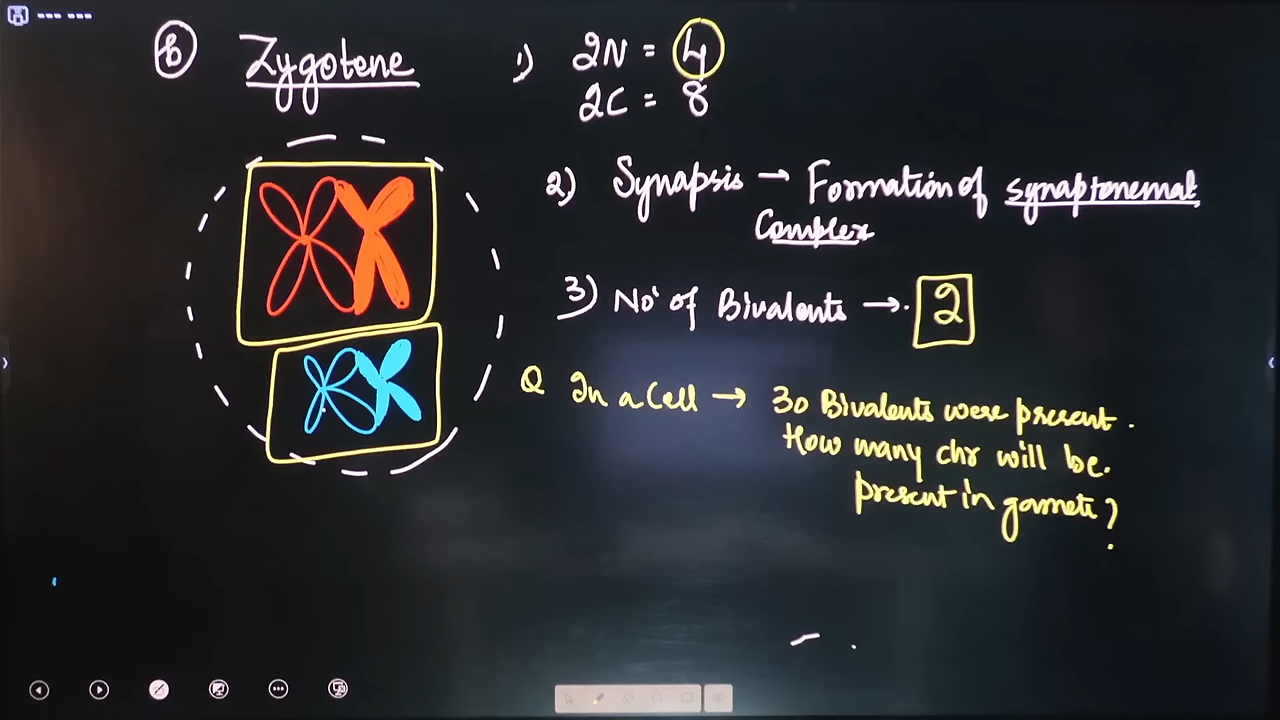 b Zygotene
1) 2N = 4
2C = 8
2) Synapsis → Formation of synaptonemal
Complex
3) No' of Bivalents → 2
Q In a Cell → 30 Bivalents were present.
How many chr will be
present in gamete?